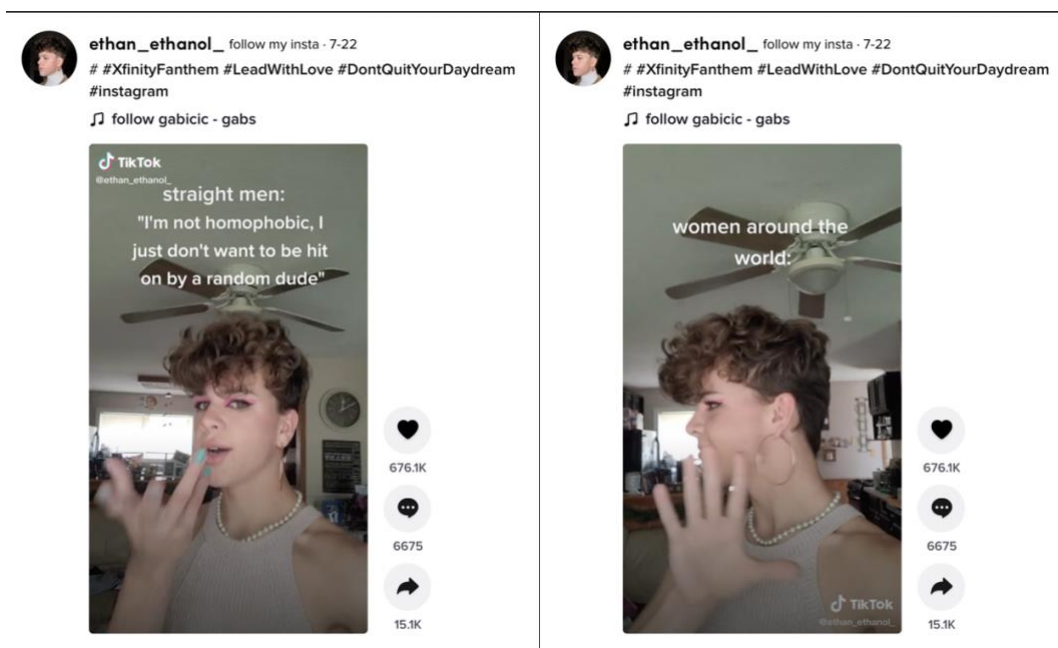 ethan_ethanol_ follow my insta · 7-22
# #XfinityFanthem #LeadWithLove #DontQuitYourDaydream
#instagram
follow gabicic - gabs
TikTok
@ethan_ethanol_
straight men:
"I'm not homophobic, I
just don't want to be hit
on by a random dude"
676.1K
6675
15.1K
ethan_ethanol_ follow my insta · 7-22
# #XfinityFanthem #LeadWithLove #DontQuitYourDaydream
#instagram
follow gabicic - gabs
women around the
world:
TikTok
@ethan_ethanol_
676.1K
6675
15.1K